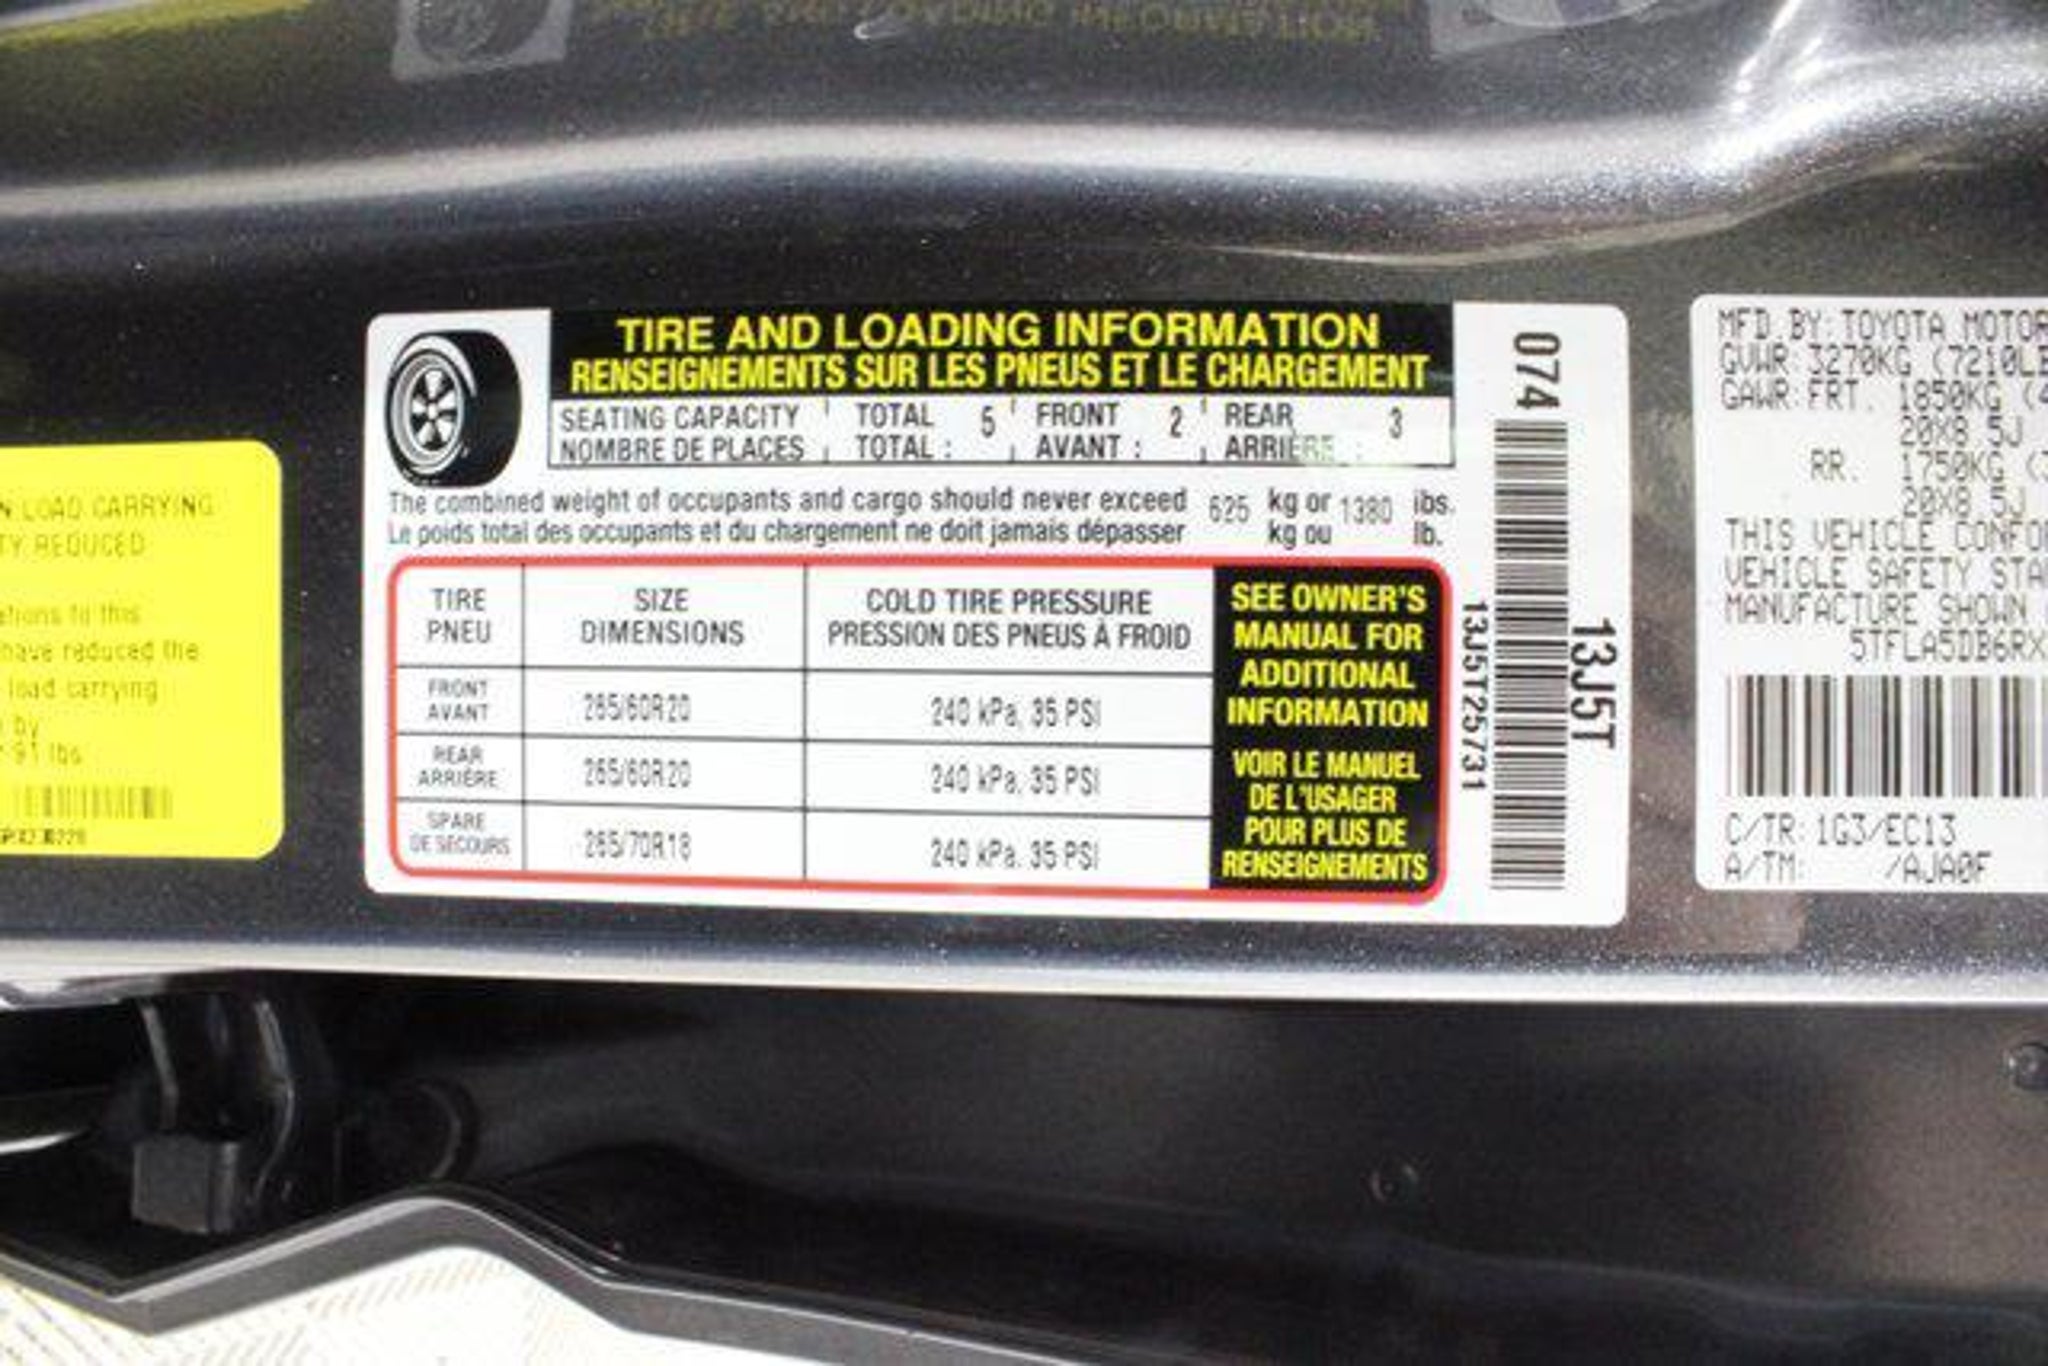 N LOAD CARRYING
TY REDUCED
ations to this
have reduced the
load carrying
by
91 lbs
TIRE AND LOADING INFORMATION
RENSEIGNEMENTS SUR LES PNEUS ET LE CHARGEMENT
SEATING CAPACITY TOTAL 5 FRONT 2 REAR 3
NOMBRE DE PLACES TOTAL : AVANT : ARRIÈRE :
The combined weight of occupants and cargo should never exceed 625 kg or 1380 lbs.
Le poids total des occupants et du chargement ne doit jamais dépasser kg ou lb.
TIRE SIZE COLD TIRE PRESSURE
PNEU DIMENSIONS PRESSION DES PNEUS À FROID
FRONT
AVANT 265/60R20 240 kPa, 35 PSI
REAR
ARRIÈRE 265/60R20 240 kPa, 35 PSI
SPARE
DE SECOURS 265/70R18 240 kPa, 35 PSI
SEE OWNER'S
MANUAL FOR
ADDITIONAL
INFORMATION
VOIR LE MANUEL
DE L'USAGER
POUR PLUS DE
RENSEIGNEMENTS
074
13J5T25731
13J5T
MFD. BY: TOYOTA MOTOR
GVWR: 3270KG (7210LB
GAWR: FRT. 1850KG (4
20X8.5J
RR. 1750KG (3
20X8.5J
THIS VEHICLE CONFO
VEHICLE SAFETY STA
MANUFACTURE SHOWN
5TFLA5DB6RX
C/TR: 1G3/EC13
A/TM: /AJA0F